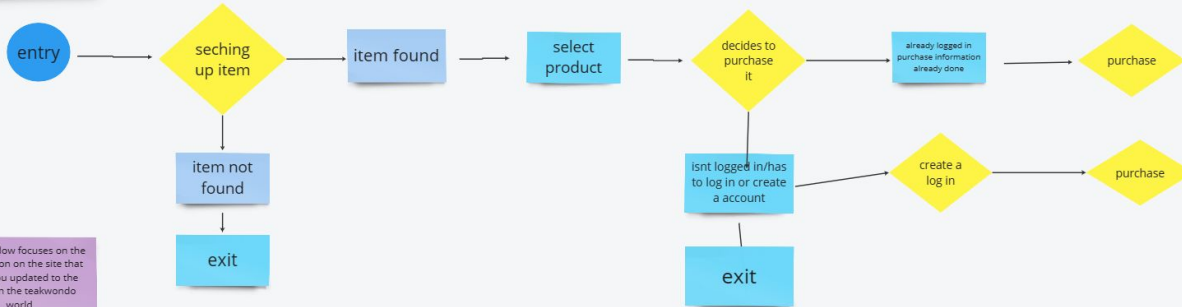 entry
seching
up item
item found
select
product
decides to
purchase
it
already logged in
purchase information
already done
purchase
item not
found
isnt logged in/has
to log in or create
a account
create a
log in
purchase
exit
exit
focuses on the
on on the site that
updated to the
the teakwondo
world